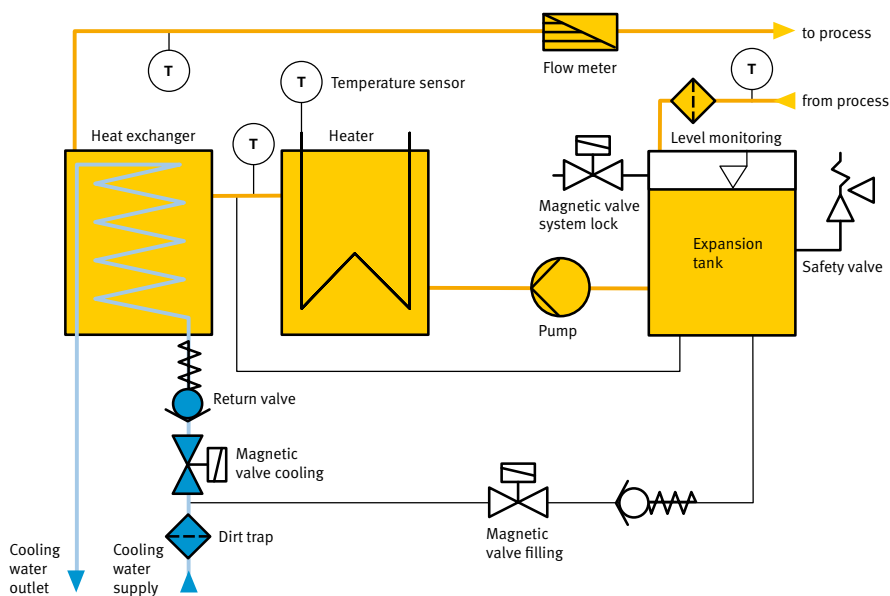 to process
T
Flow meter
T
T
Temperature sensor
from process
Heat exchanger
Heater
Level monitoring
T
Magnetic valve
system lock
Expansion
tank
Safety valve
Pump
Return valve
Magnetic
valve cooling
Dirt trap
Magnetic
valve filling
Cooling
water
outlet
Cooling
water
supply